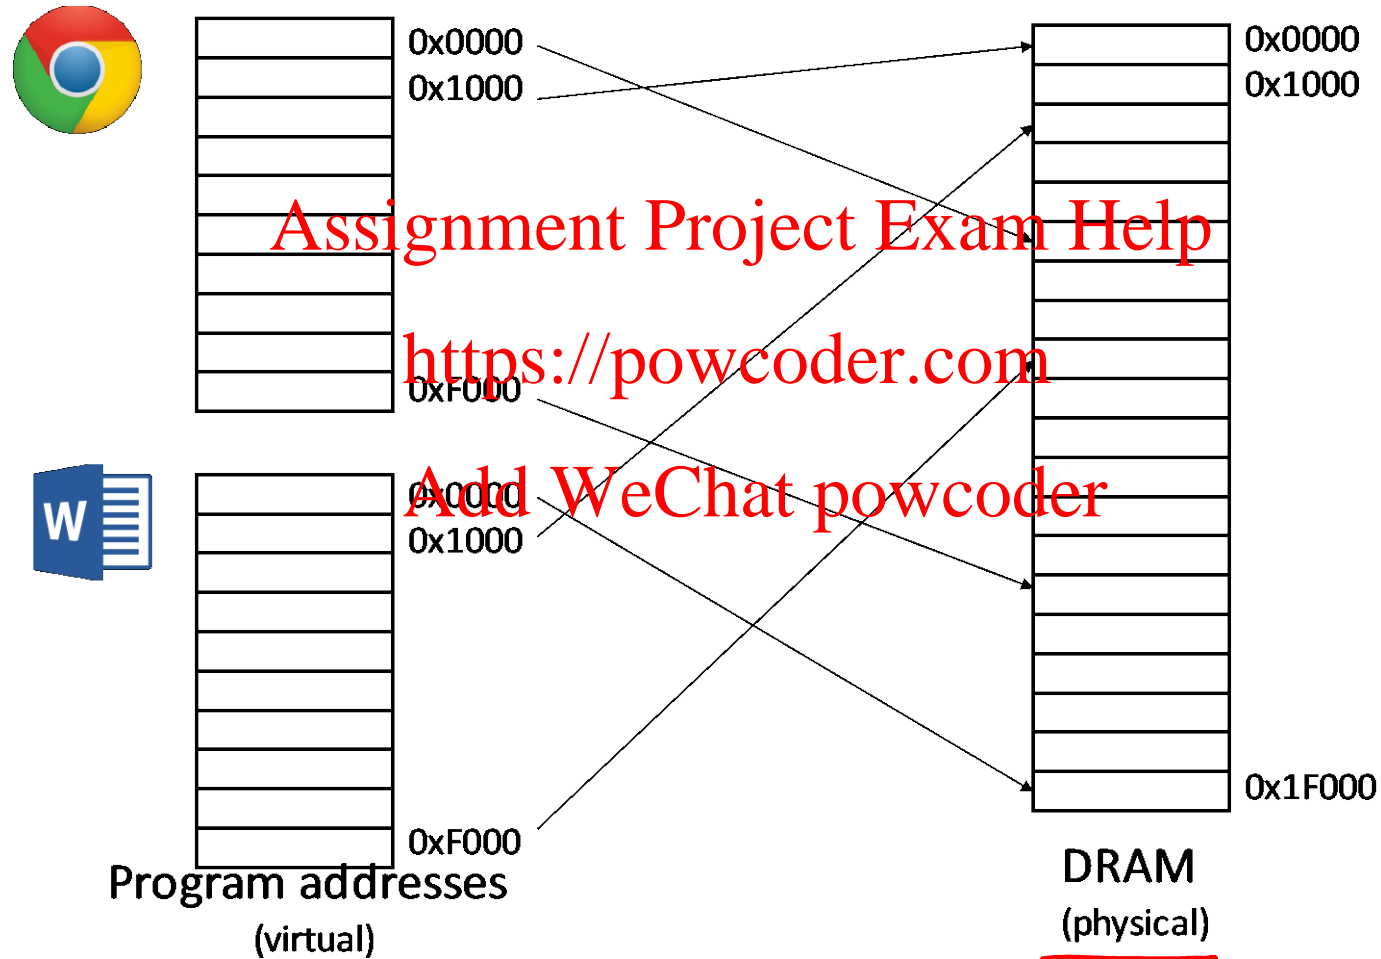 0x0000
0x1000
0xF000
0x0000
0x1000
0xF000
Program addresses
(virtual)
W
0x0000
0x1000
0x1F000
DRAM
(physical)
Assignment Project Exam Help
https://powcoder.com
Add WeChat powcoder